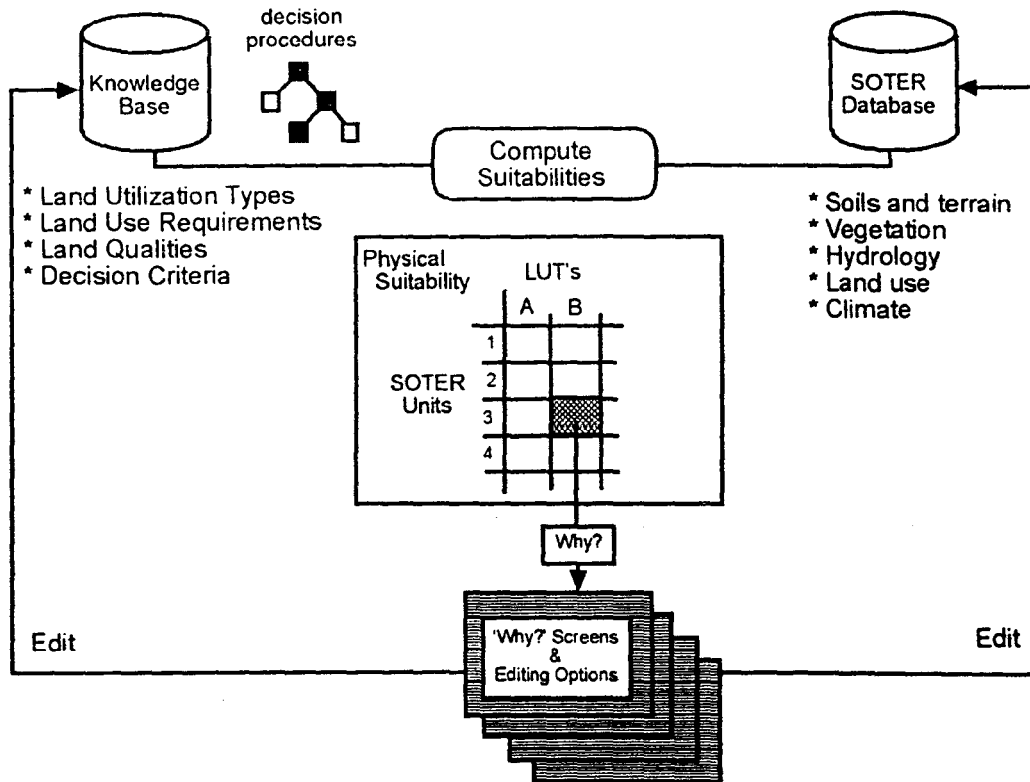 decision
procedures
Knowledge
Base
SOTER
Database
Compute
Suitabilities
* Land Utilization Types
* Land Use Requirements
* Land Qualities
* Decision Criteria
* Soils and terrain
* Vegetation
* Hydrology
* Land use
* Climate
Physical
Suitability
LUT's
A B
1
2
SOTER
Units
3
4
Why?
Edit
'Why?' Screens
&
Editing Options
Edit